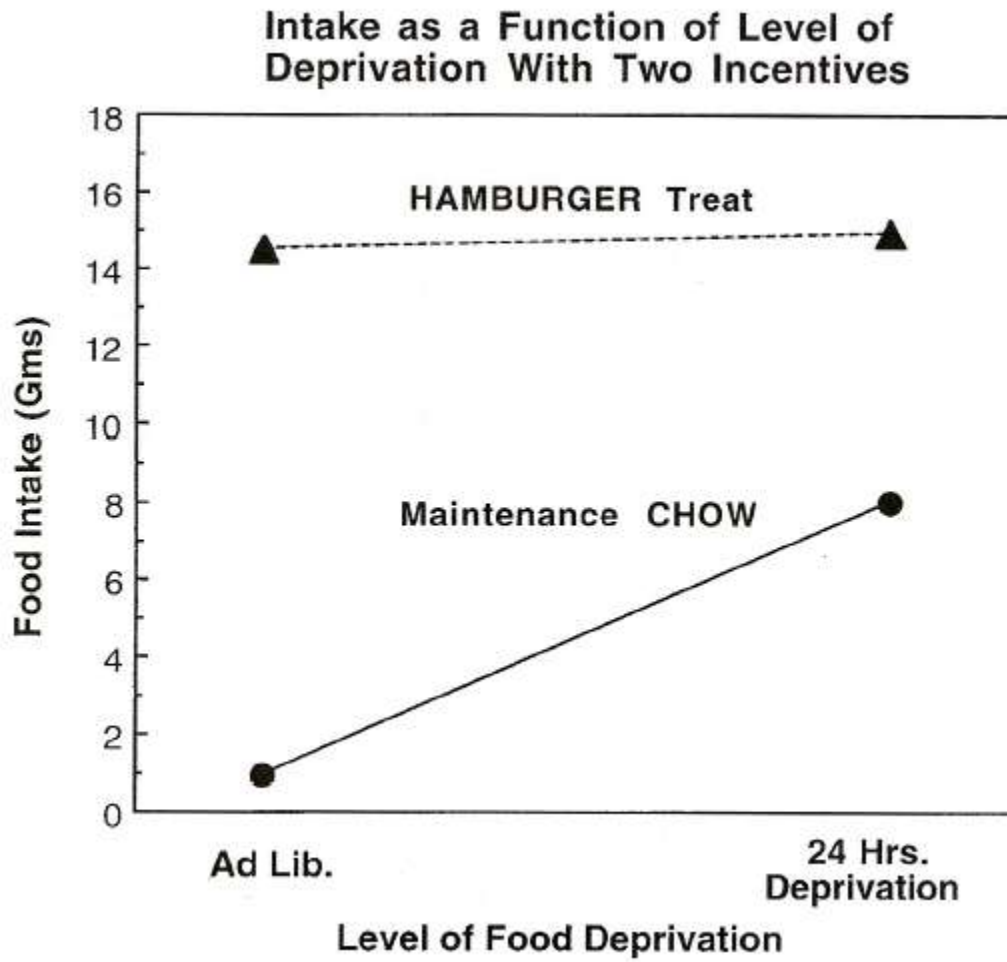 Intake as a Function of Level of
Deprivation With Two Incentives
18
16
14
12
10
8
6
4
2
0
HAMBURGER Treat
Maintenance CHOW
Food Intake (Gms)
Ad Lib.
24 Hrs.
Deprivation
Level of Food Deprivation